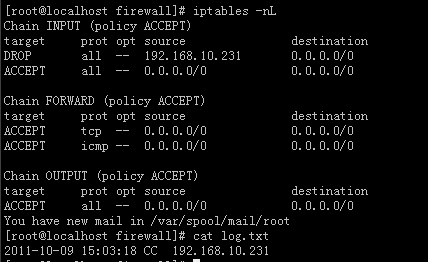 [root@localhost firewall]# iptables -nL
Chain INPUT (policy ACCEPT)
target     prot opt source               destination
DROP       all  --  192.168.10.231       0.0.0.0/0
ACCEPT     all  --  0.0.0.0/0            0.0.0.0/0

Chain FORWARD (policy ACCEPT)
target     prot opt source               destination
ACCEPT     tcp  --  0.0.0.0/0            0.0.0.0/0
ACCEPT     icmp --  0.0.0.0/0            0.0.0.0/0

Chain OUTPUT (policy ACCEPT)
target     prot opt source               destination
ACCEPT     all  --  0.0.0.0/0            0.0.0.0/0
You have new mail in /var/spool/mail/root
[root@localhost firewall]# cat log.txt
2011-10-09 15:03:18 CC  192.168.10.231